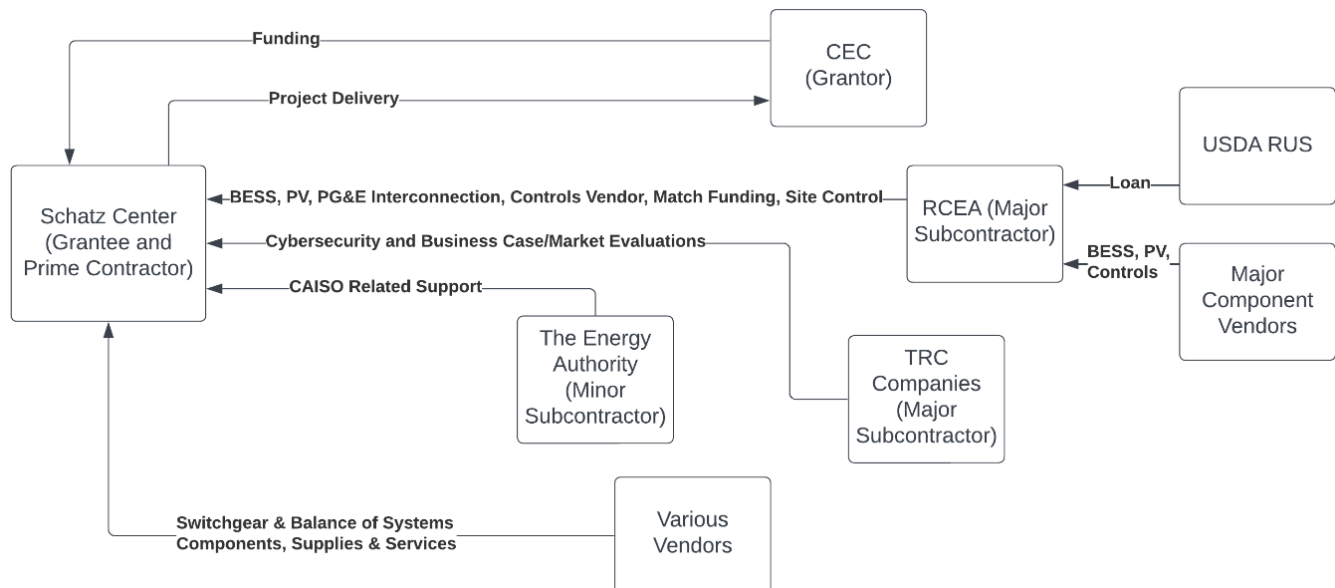 Funding
CEC
(Grantor)
Project Delivery
USDA RUS
Loan
Schatz Center
(Grantee and
Prime Contractor)
BESS, PV, PG&E Interconnection, Controls Vendor, Match Funding, Site Control
RCEA (Major
Subcontractor)
Cybersecurity and Business Case/Market Evaluations
BESS, PV,
Controls
Major
Component
Vendors
CAISO Related Support
The Energy
Authority
(Minor
Subcontractor)
TRC
Companies
(Major
Subcontractor)
Switchgear & Balance of Systems
Components, Supplies & Services
Various
Vendors